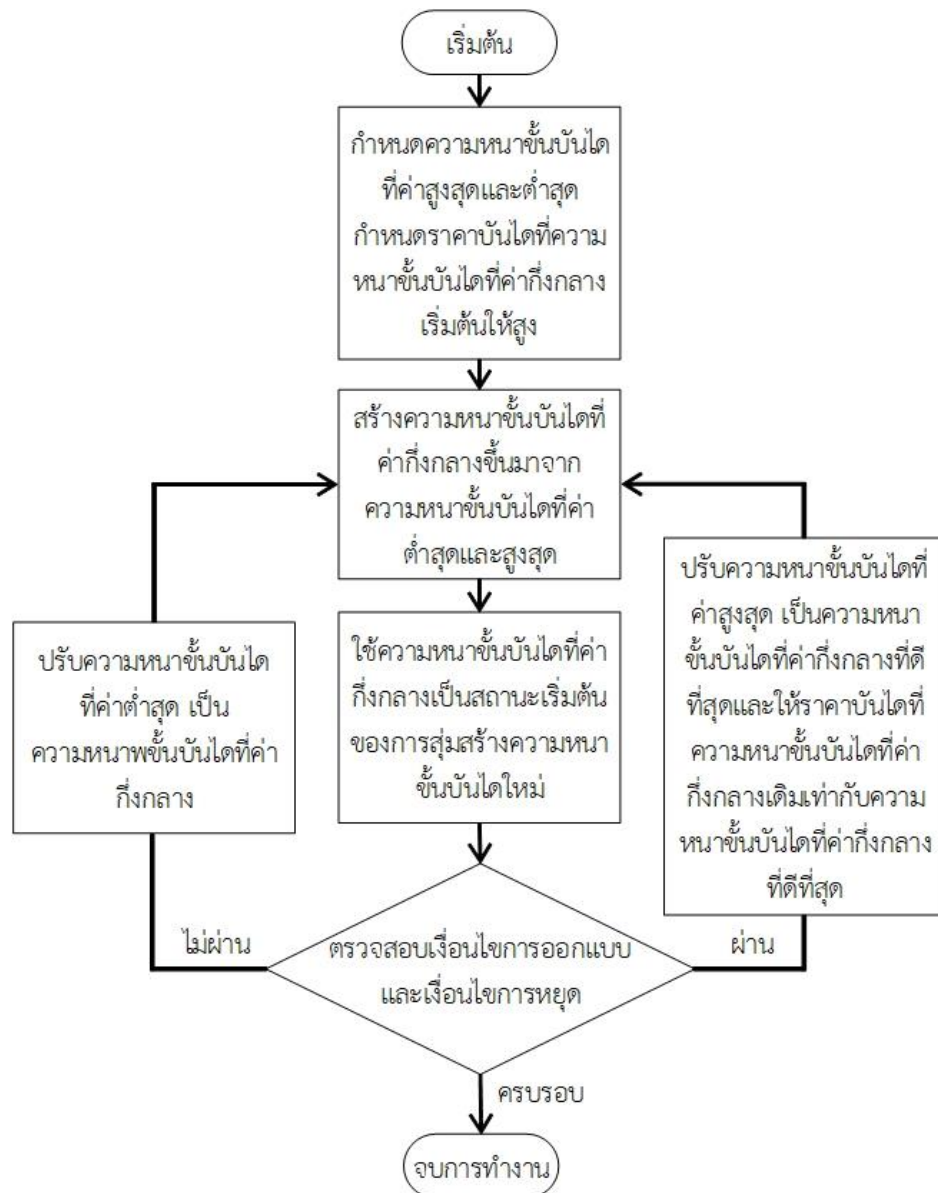 เริ่มต้น
กำหนดความหนาขั้นบันได
ที่ค่าสูงสุดและต่ำสุด
กำหนดราคาบันไดที่ความ
หนาขั้นบันไดที่ค่ากึ่งกลาง
เริ่มต้นให้สูง
สร้างความหนาขั้นบันไดที่
ค่ากึ่งกลางขึ้นมาจาก
ความหนาขั้นบันไดที่ค่า
ต่ำสุดและสูงสุด
ใช้ความหนาขั้นบันไดที่ค่า
กึ่งกลางเป็นสถานะเริ่มต้น
ของการสุ่มสร้างความหนา
ขั้นบันไดใหม่
ปรับความหนาขั้นบันได
ที่ค่าต่ำสุด เป็น
ความหนาพขั้นบันไดที่ค่า
กึ่งกลาง
ปรับความหนาขั้นบันไดที่
ค่าสูงสุด เป็นความหนา
ขั้นบันไดที่ค่ากึ่งกลางที่ดี
ที่สุดและให้ราคาบันไดที่
ความหนาขั้นบันไดที่ค่า
กึ่งกลางเดิมเท่ากับความ
หนาขั้นบันไดที่ค่ากึ่งกลาง
ที่ดีที่สุด
ไม่ผ่าน
ตรวจสอบเงื่อนไขการออกแบบ
และเงื่อนไขการหยุด
ผ่าน
ครบรอบ
จบการทำงาน